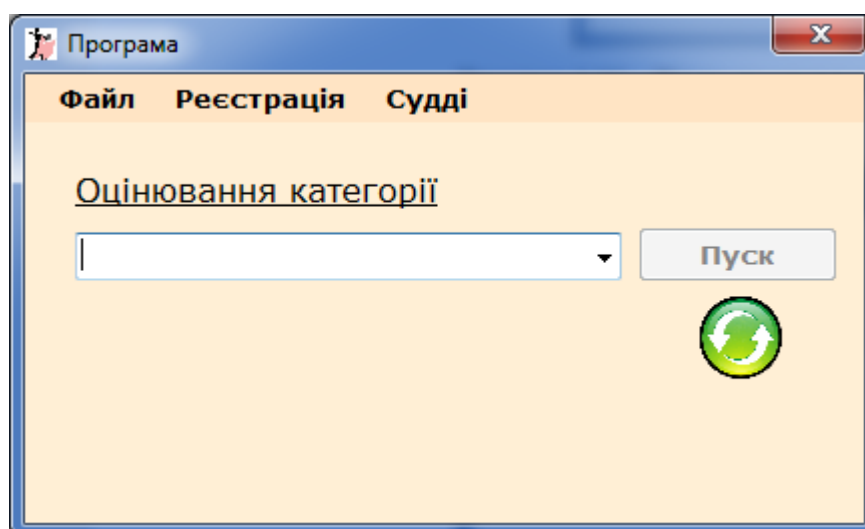 Програма
Файл Реєстрація Судді
Оцінювання категорії
Пуск